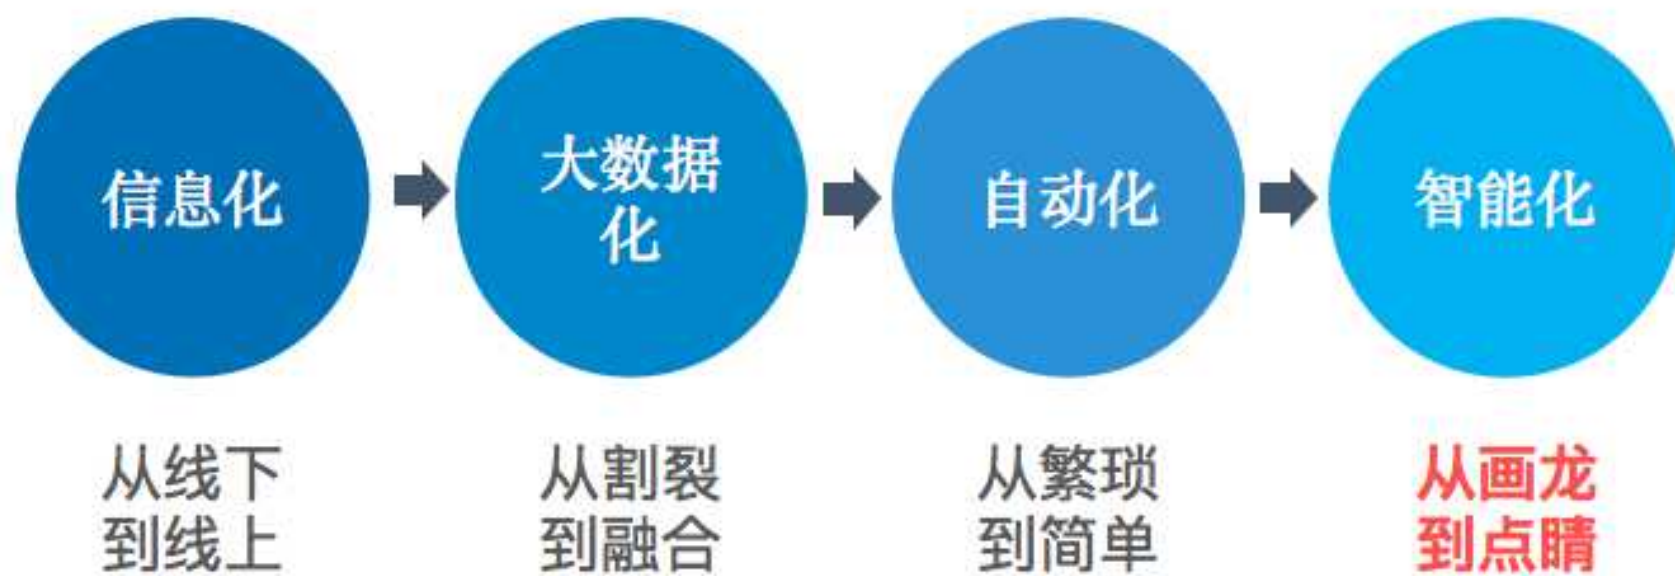 信息化
大数据
化
自动化
智能化
从线下
到线上
从割裂
到融合
从繁琐
到简单
从画龙
到点睛